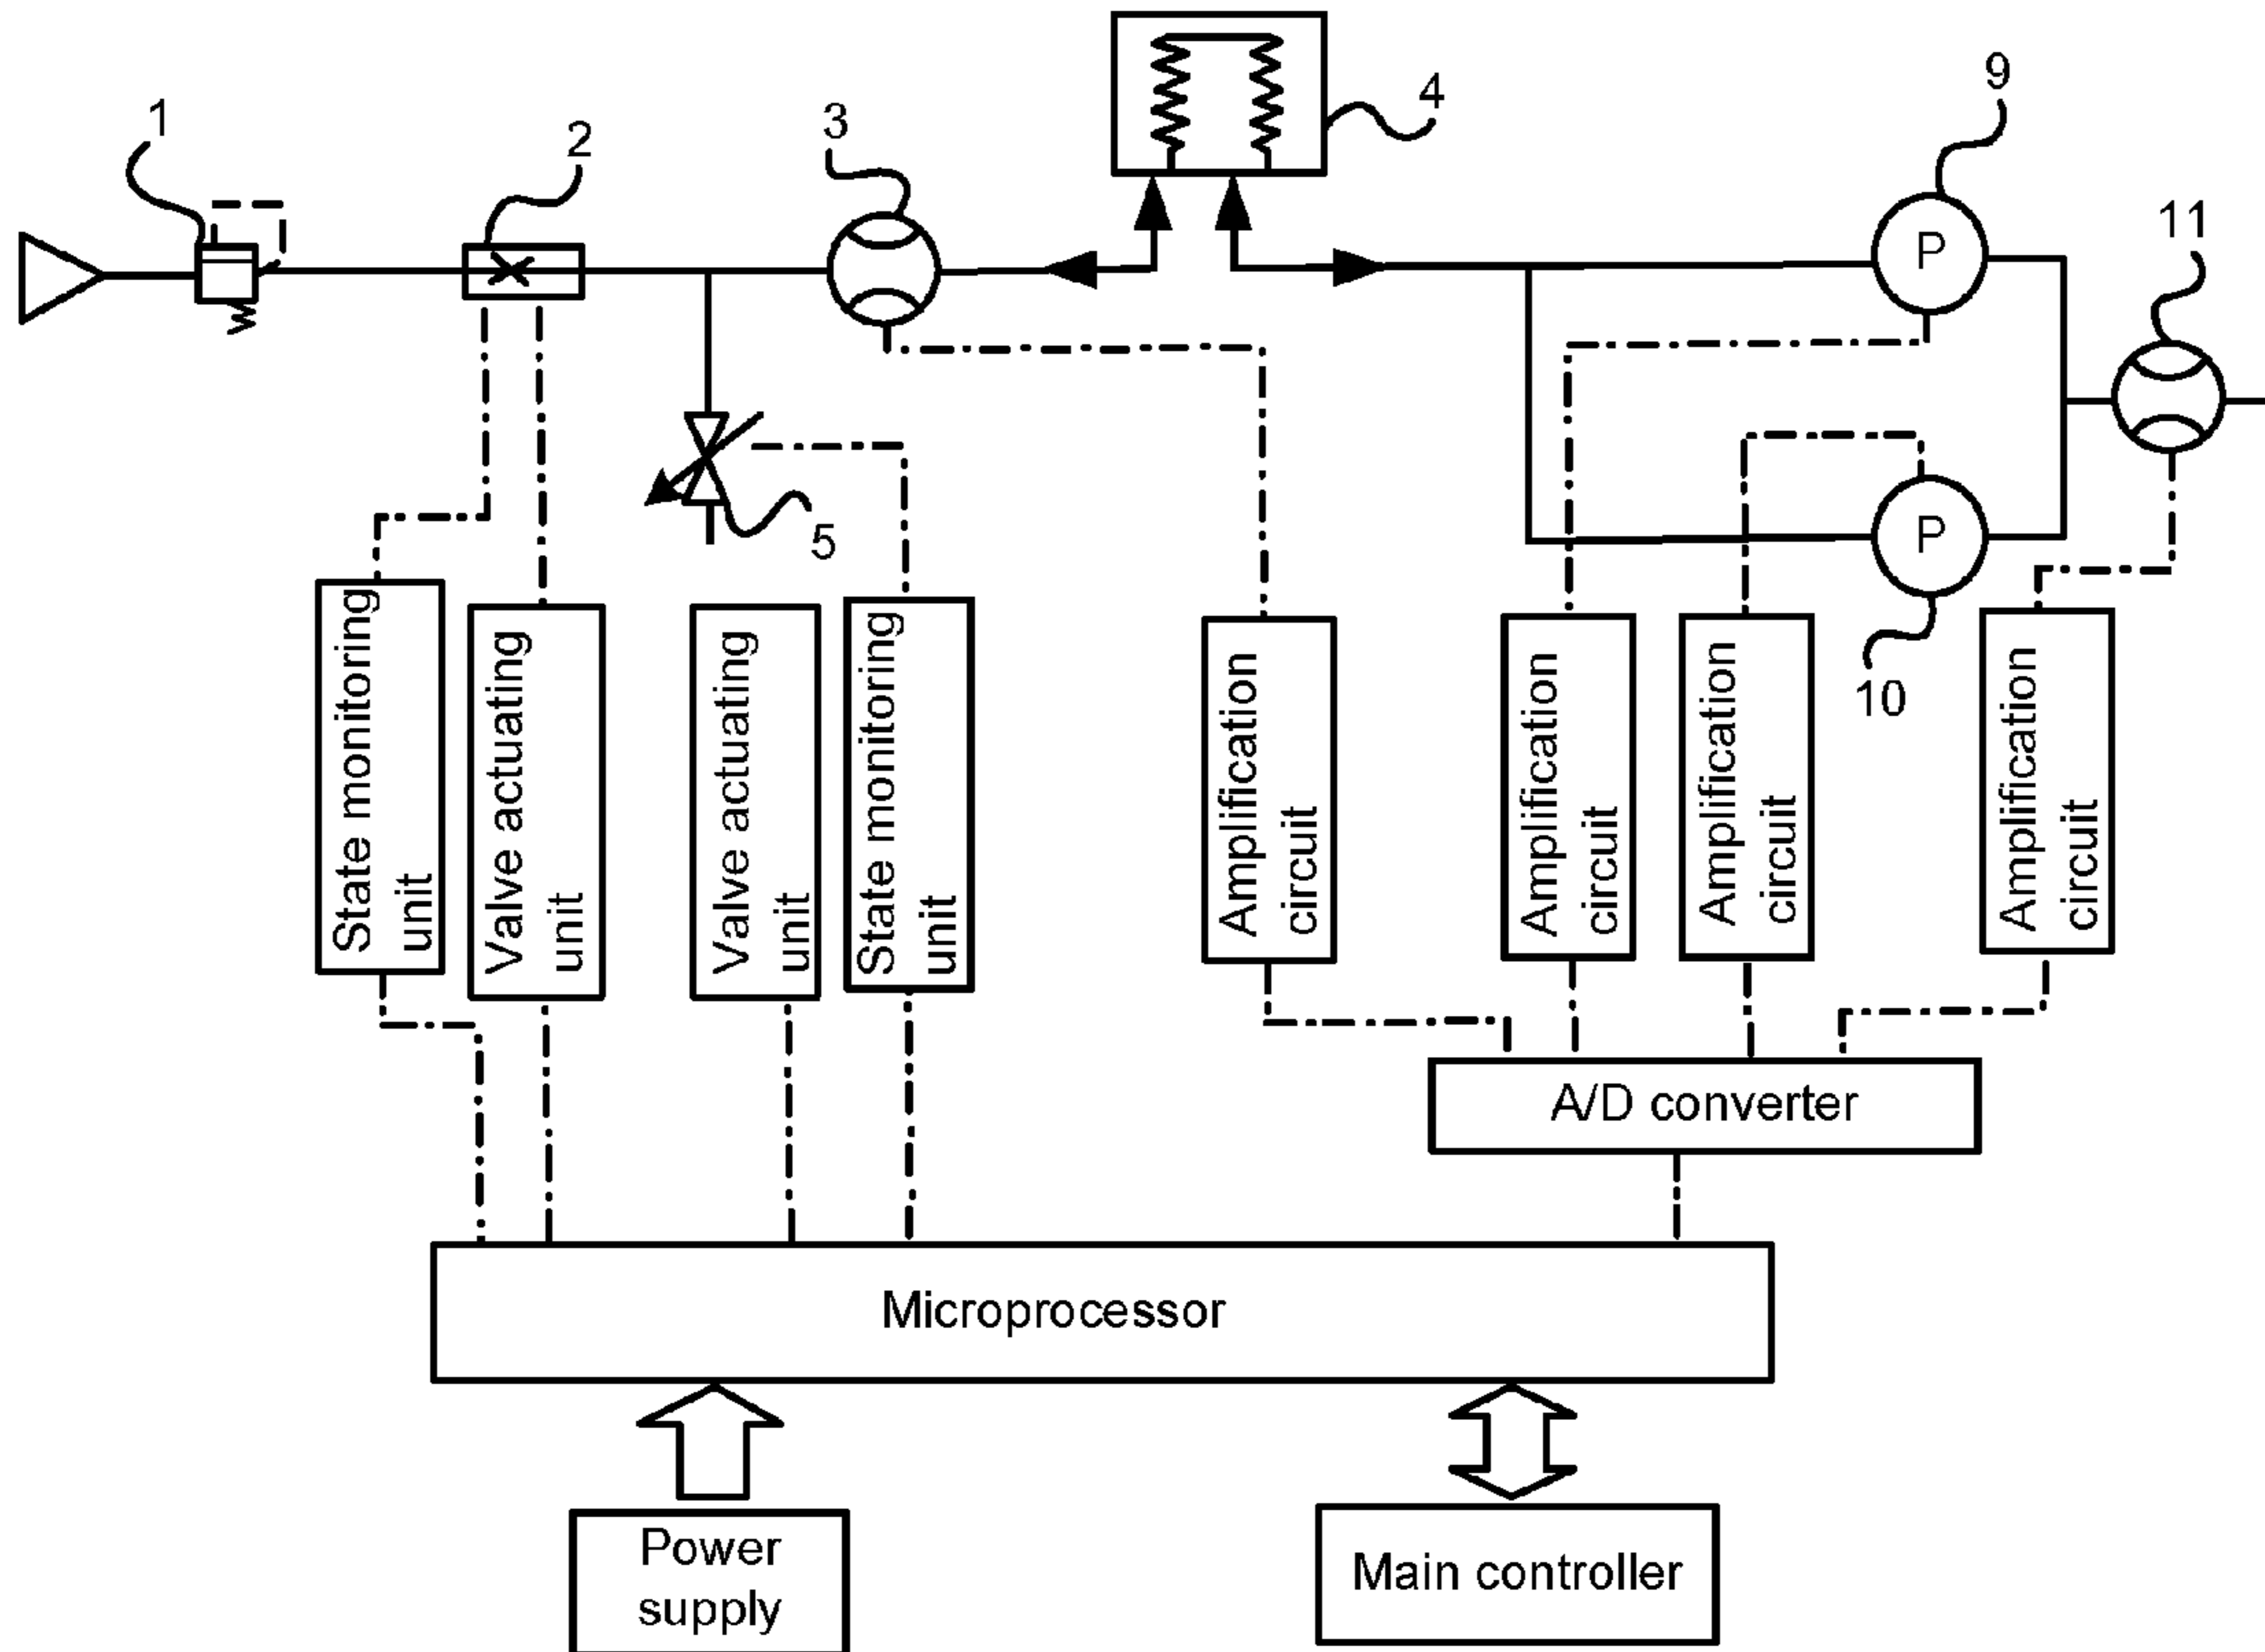 1
2
3
4
9
11
P
5
P
10
State monitoring
unit
Valve actuating
unit
Valve actuating
unit
State monitoring
unit
Amplification
circuit
Amplification
circuit
Amplification
circuit
Amplification
circuit
A/D converter
Microprocessor
Power
supply
Main controller